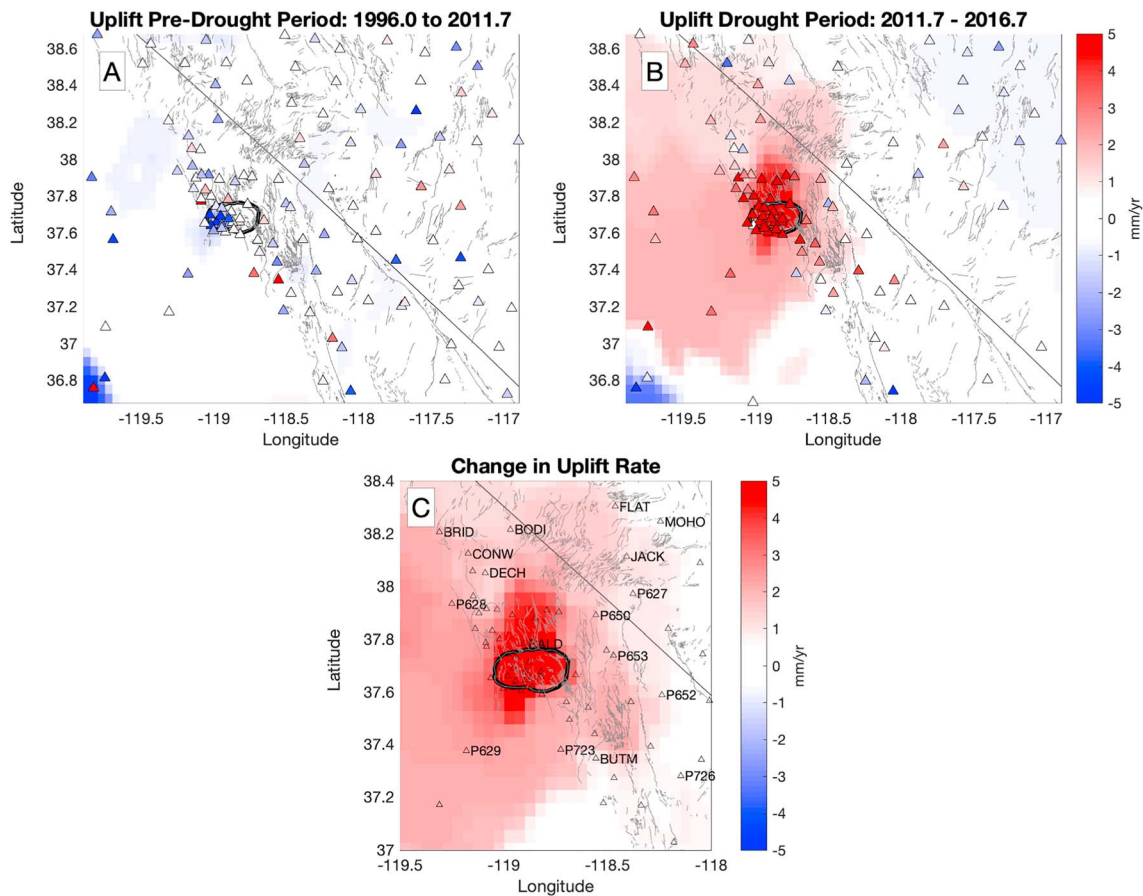 Uplift Pre-Drought Period: 1996.0 to 2011.7
A
38.6
38.4
38.2
38
37.8
37.6
37.4
37.2
37
36.8
Latitude
-119.5
-119
-118.5
-118
-117.5
-117
Longitude
Uplift Drought Period: 2011.7 - 2016.7
B
38.6
38.4
38.2
38
37.8
37.6
37.4
37.2
37
36.8
Latitude
-119.5
-119
-118.5
-118
-117.5
-117
Longitude
5
4
3
2
1
0
-1
-2
-3
-4
-5
mm/yr
Change in Uplift Rate
C
38.4
38.2
38
37.8
37.6
37.4
37.2
37
Latitude
FLAT
MOHO
BRID
BODI
CONW
JACK
DECH
P627
P628
P650
BALD
P653
P652
P629
P723
BUTM
P726
-119.5
-119
-118.5
-118
Longitude
5
4
3
2
1
0
-1
-2
-3
-4
-5
mm/yr